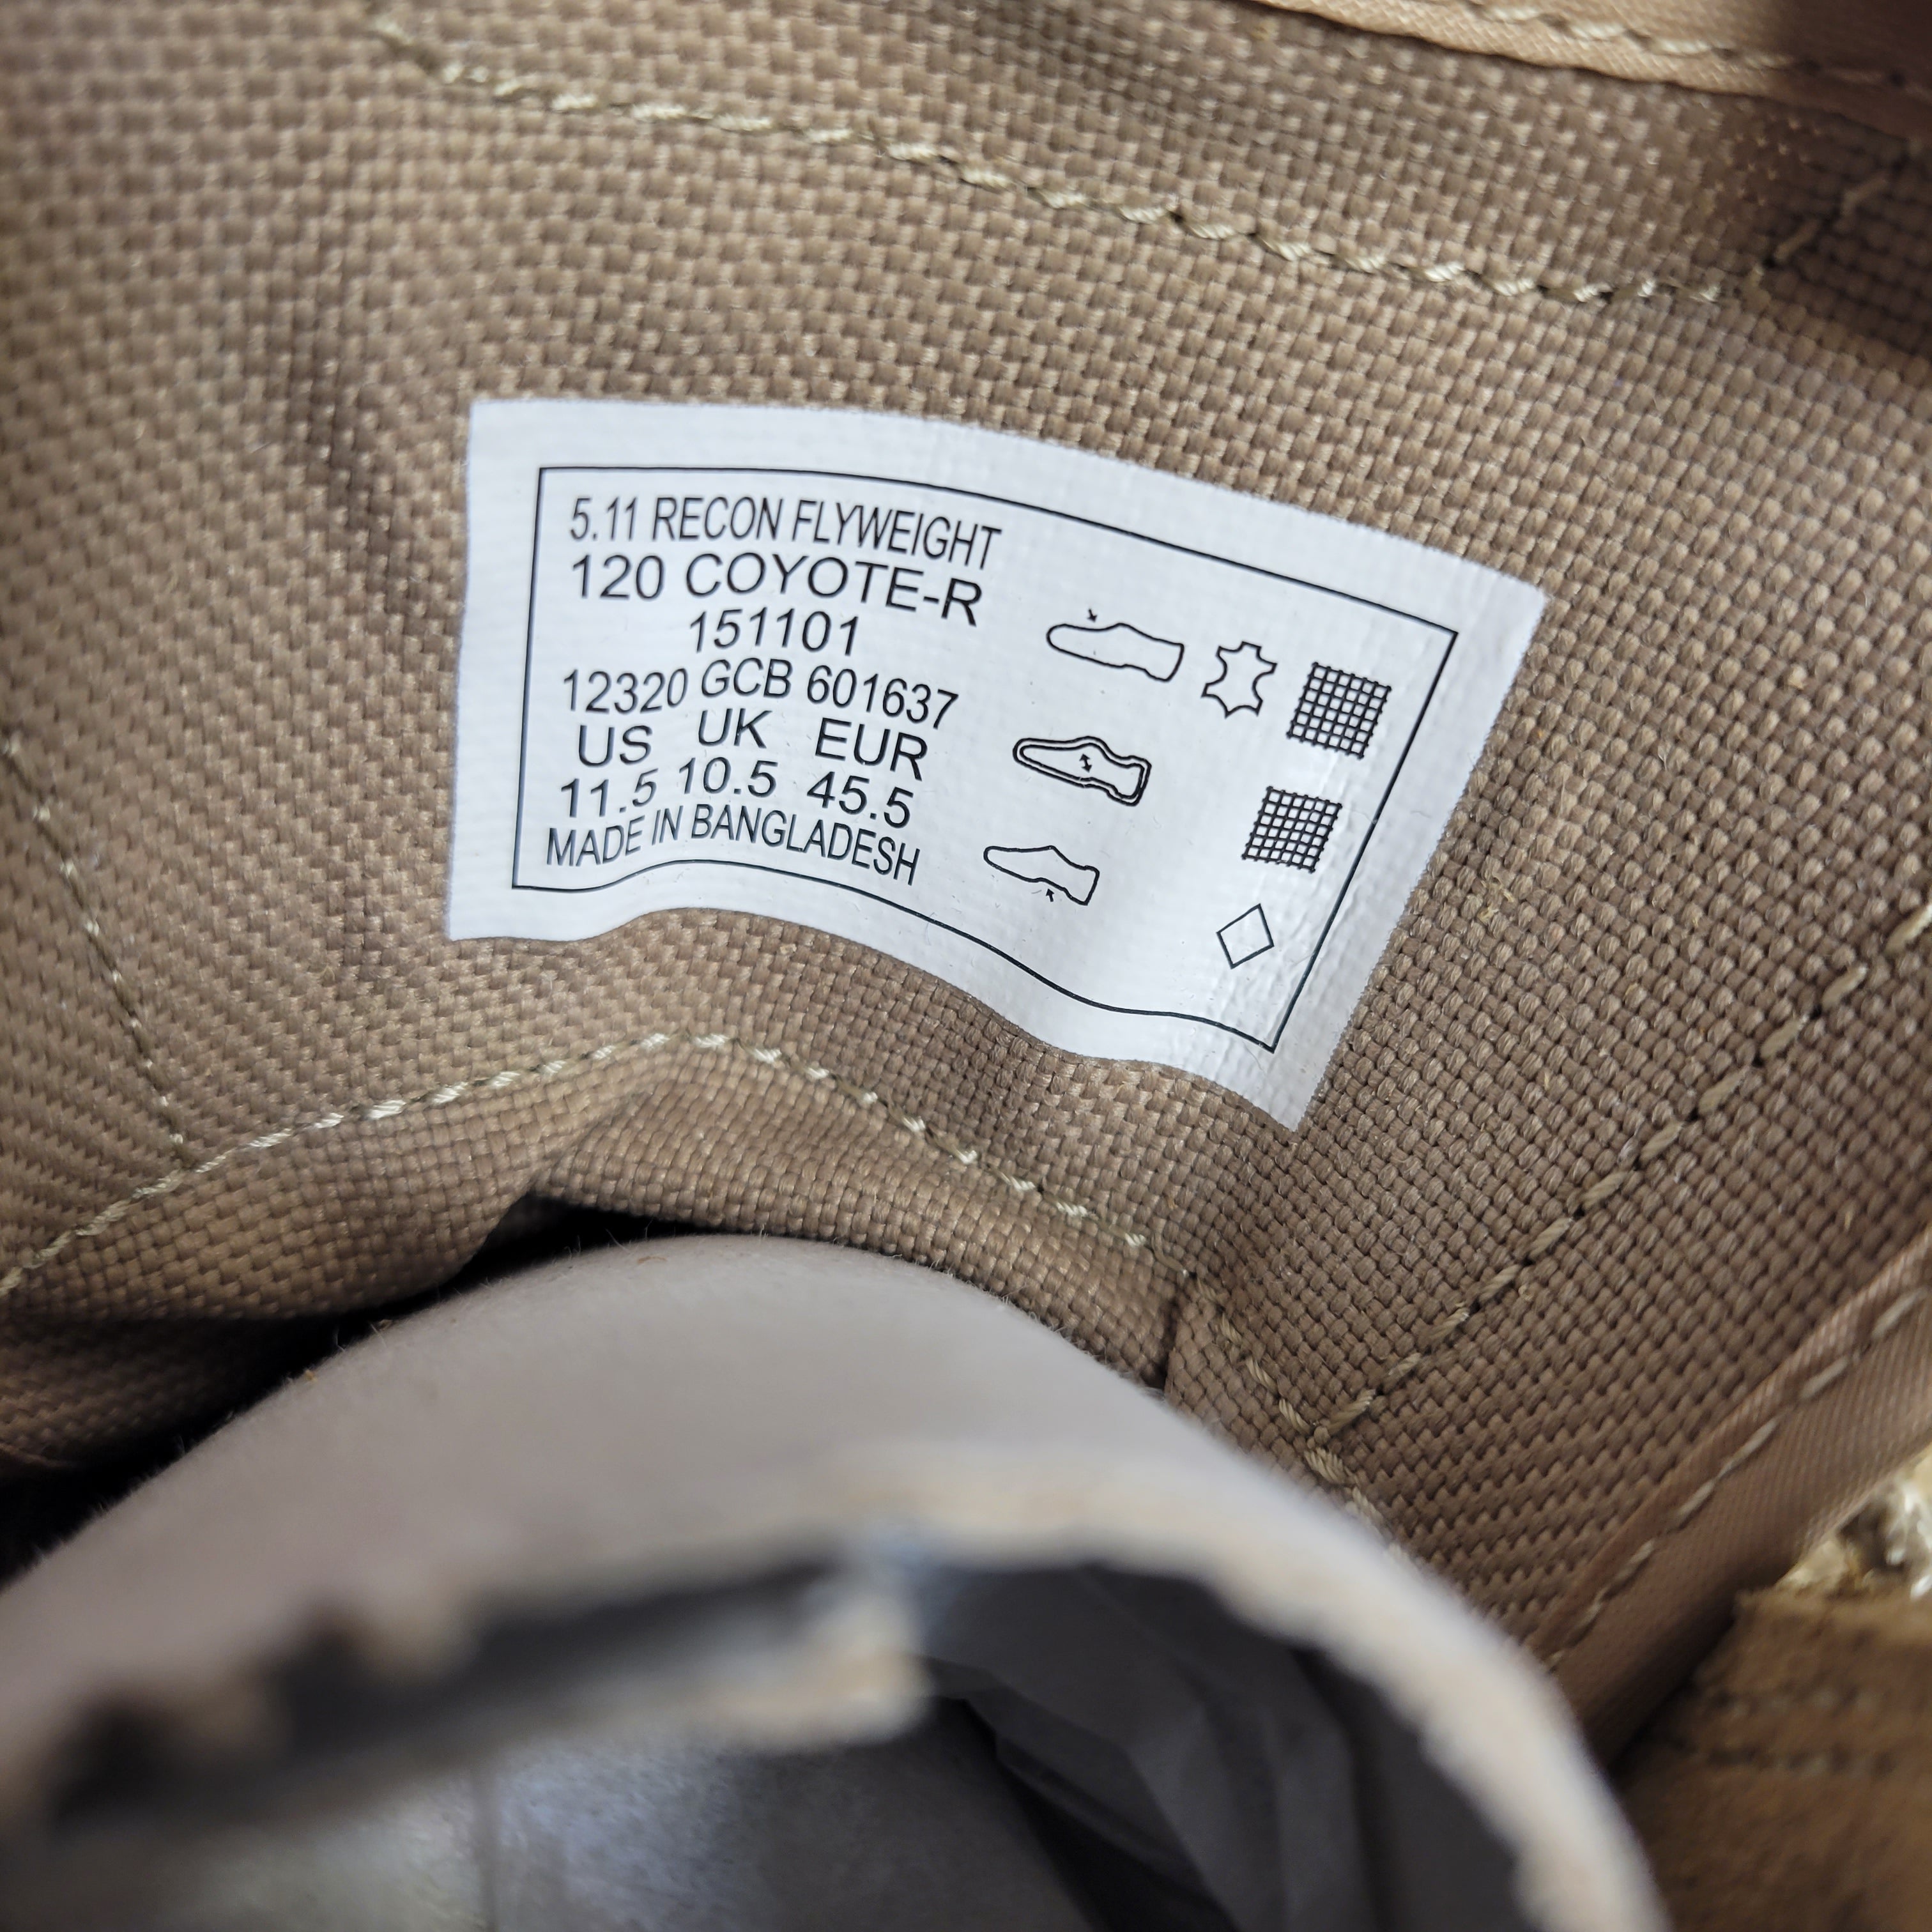 5.11 RECON FLYWEIGHT
120 COYOTE-R
151101
12320 GCB 601637
US UK EUR
11.5 10.5 45.5
MADE IN BANGLADESH